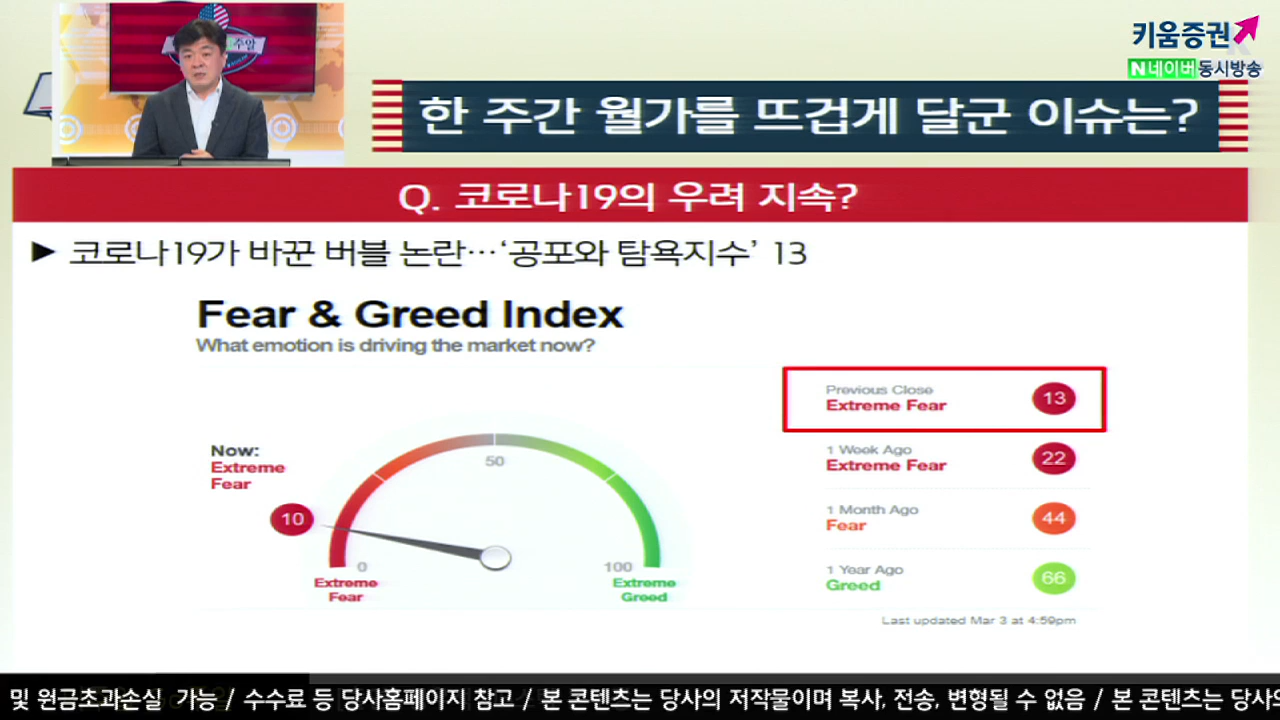 키움증권
N 네이버 동시방송
한 주간 월가를 뜨겁게 달군 이슈는?
Q. 코로나19의 우려 지속?
▶ 코로나19가 바꾼 버블 논란…‘공포와 탐욕지수’ 13
Fear & Greed Index
What emotion is driving the market now?
Previous Close
Extreme Fear
13
1 Week Ago
Extreme Fear
22
1 Month Ago
Fear
44
1 Year Ago
Greed
66
Now:
Extreme
Fear
10
50
0
100
Extreme
Fear
Extreme
Greed
Last updated Mar 3 at 4:59pm
및 원금초과손실 가능 / 수수료 등 당사홈페이지 참고 / 본 콘텐츠는 당사의 저작물이며 복사, 전송, 변형될 수 없음 / 본 콘텐츠는 당사의